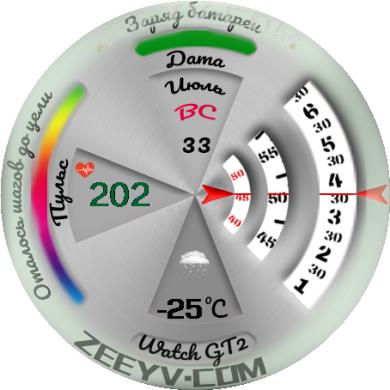 Заряд батареи
Дата
Июль
ВС
33
Осталось шагов до цели
Пульс
202
-25°C
Watch GT2
ZEEYV-COM
50
45
40
55
50
45
30
6
30
5
30
4
30
3
30
2
30
1